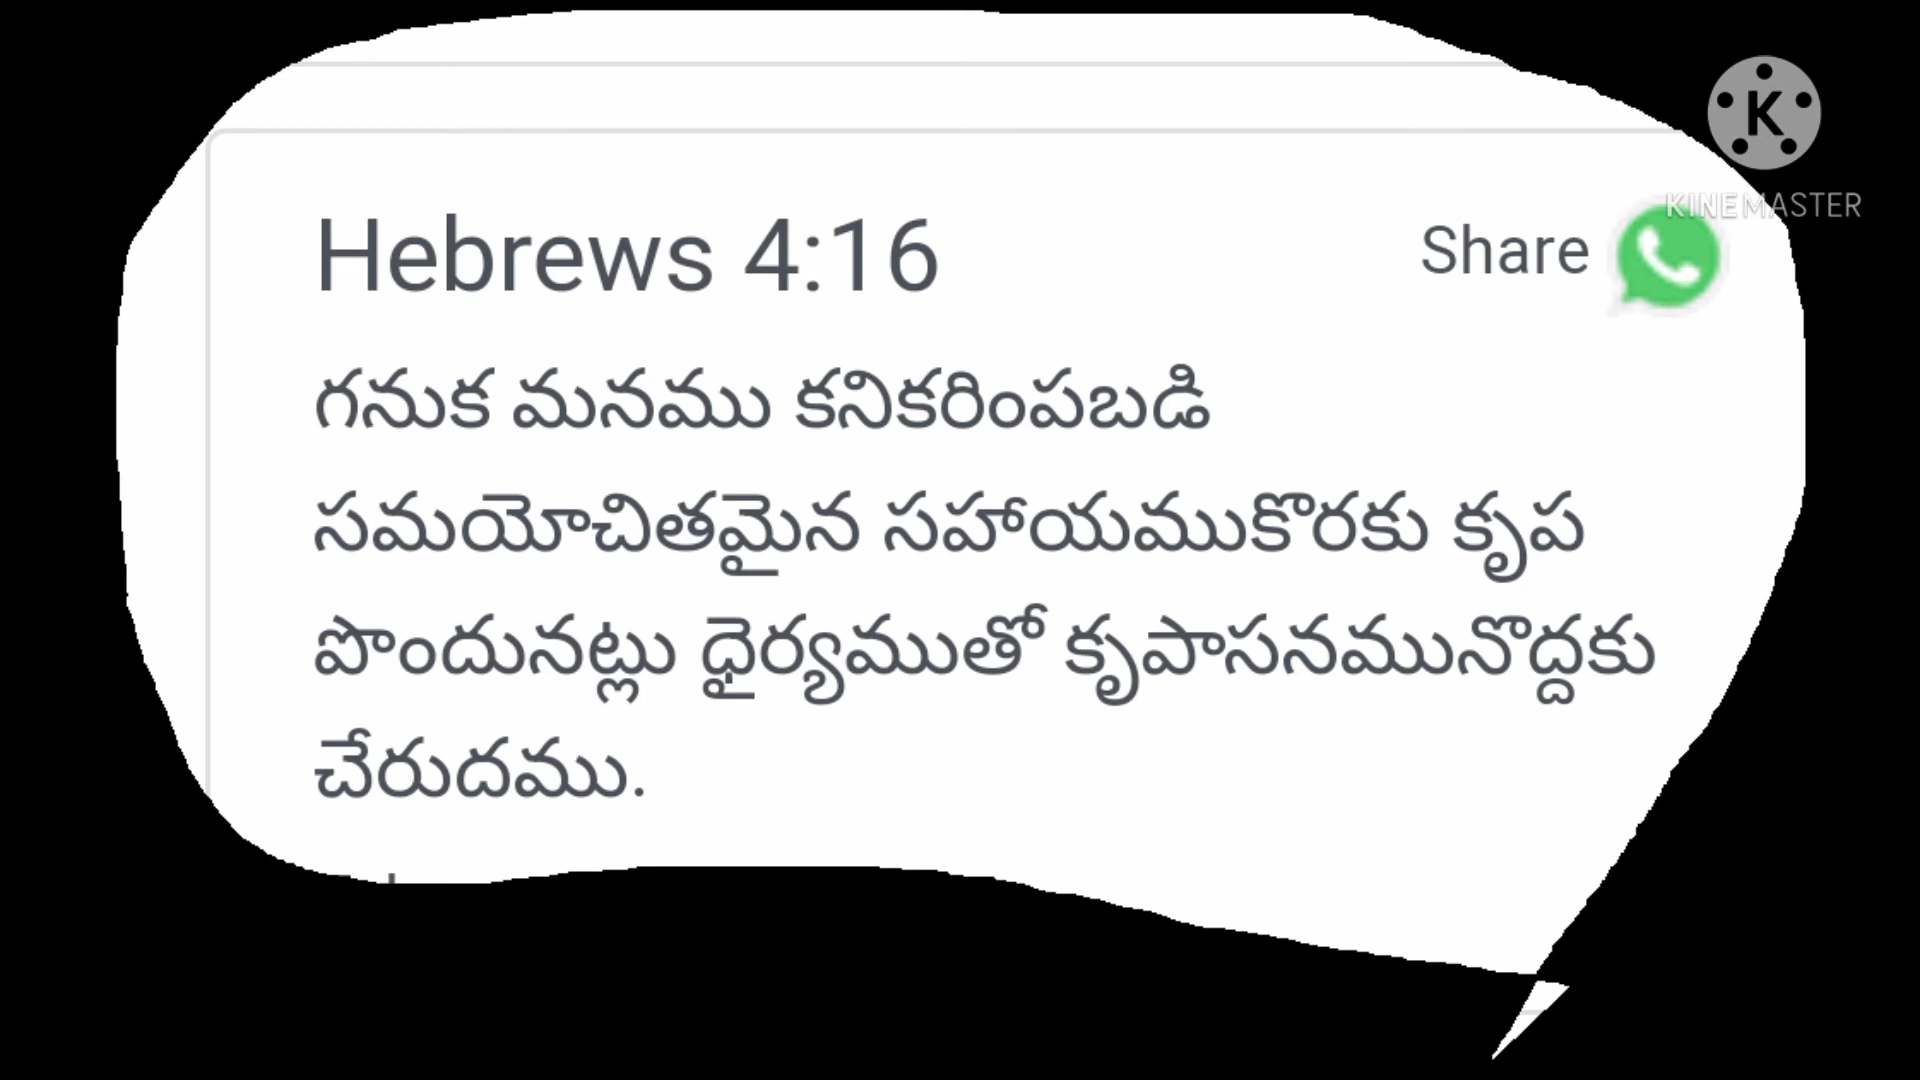 KINEMASTER
Hebrews 4:16
Share
గనుక మనము కనికరింపబడి
సమయోచితమైన సహాయముకొరకు కృప
పొందునట్లు ధైర్యముతో కృపాసనమునొద్దకు
చేరుదము.